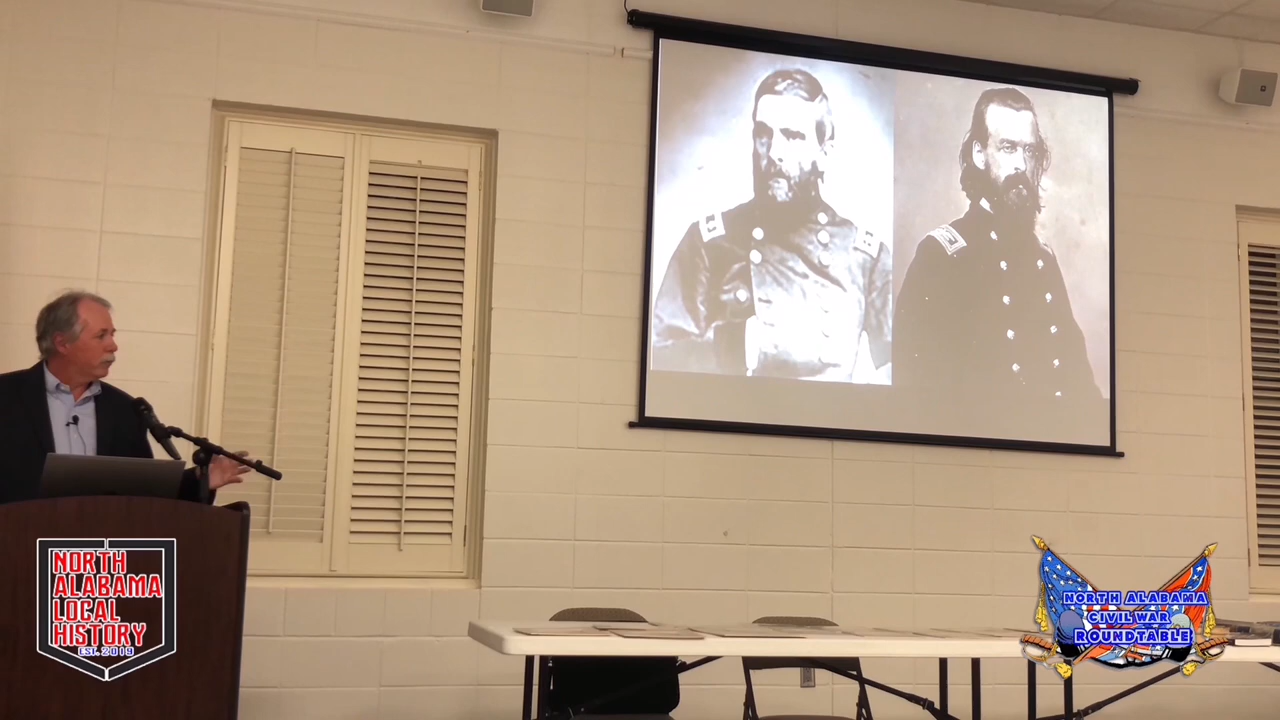 NORTH
ALABAMA
LOCAL
HISTORY
EST. 2019
NORTH ALABAMA
CIVIL WAR
ROUNDTABLE